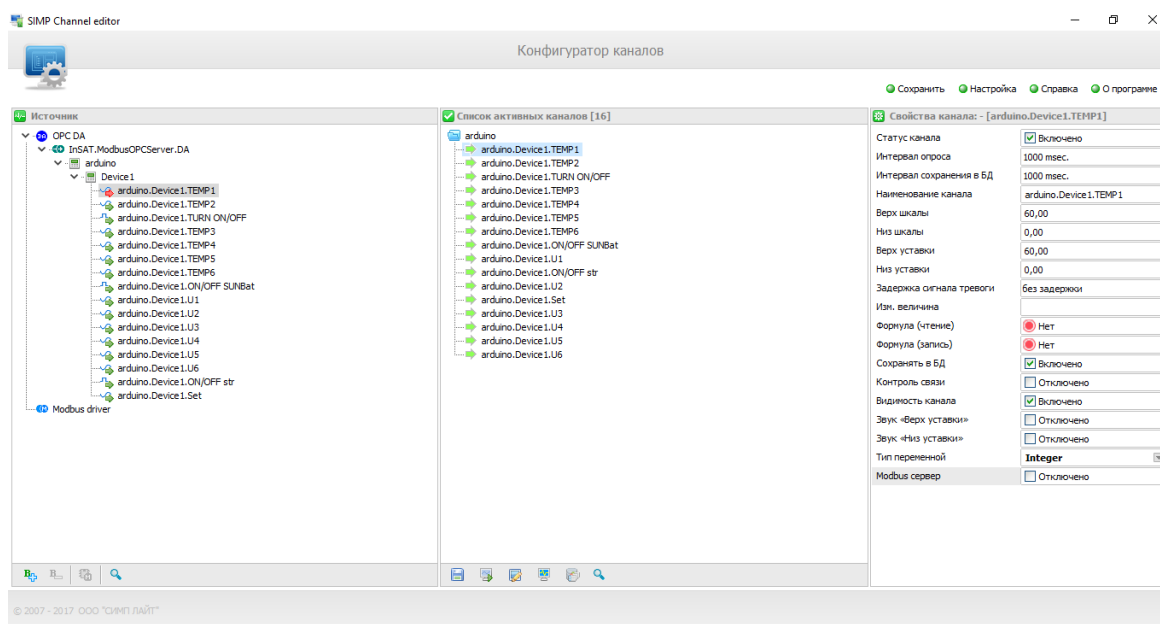 SIMP Channel editor
Конфигуратор каналов
Сохранить Настройка Справка О программе
Источник
OPC DA
InSAT.ModbusOPCServer.DA
arduino
Device1
arduino.Device1.TEMP1
arduino.Device1.TEMP2
arduino.Device1.TURN ON/OFF
arduino.Device1.TEMP3
arduino.Device1.TEMP4
arduino.Device1.TEMP5
arduino.Device1.TEMP6
arduino.Device1.ON/OFF SUNBat
arduino.Device1.U1
arduino.Device1.U2
arduino.Device1.U3
arduino.Device1.U4
arduino.Device1.U5
arduino.Device1.U6
arduino.Device1.ON/OFF str
arduino.Device1.Set
Modbus driver
Список активных каналов [16]
arduino
arduino.Device1.TEMP1
arduino.Device1.TEMP2
arduino.Device1.TURN ON/OFF
arduino.Device1.TEMP3
arduino.Device1.TEMP4
arduino.Device1.TEMP5
arduino.Device1.TEMP6
arduino.Device1.ON/OFF SUNBat
arduino.Device1.U1
arduino.Device1.ON/OFF str
arduino.Device1.U2
arduino.Device1.Set
arduino.Device1.U3
arduino.Device1.U4
arduino.Device1.U5
arduino.Device1.U6
Свойства канала: - [arduino.Device1.TEMP1]
Статус канала Включено
Интервал опроса 1000 msec.
Интервал сохранения в БД 1000 msec.
Наименование канала arduino.Device1.TEMP1
Верх шкалы 60,00
Низ шкалы 0,00
Верх уставки 60,00
Низ уставки 0,00
Задержка сигнала тревоги без задержки
Изм. величина
Формула (чтение) Нет
Формула (запись) Нет
Сохранять в БД Включено
Контроль связи Отключено
Видимость канала Включено
Звук «Верх уставки» Отключено
Звук «Низ уставки» Отключено
Тип переменной Integer
Modbus сервер Отключено
© 2007 - 2017 ООО "СИМП ЛАЙТ"